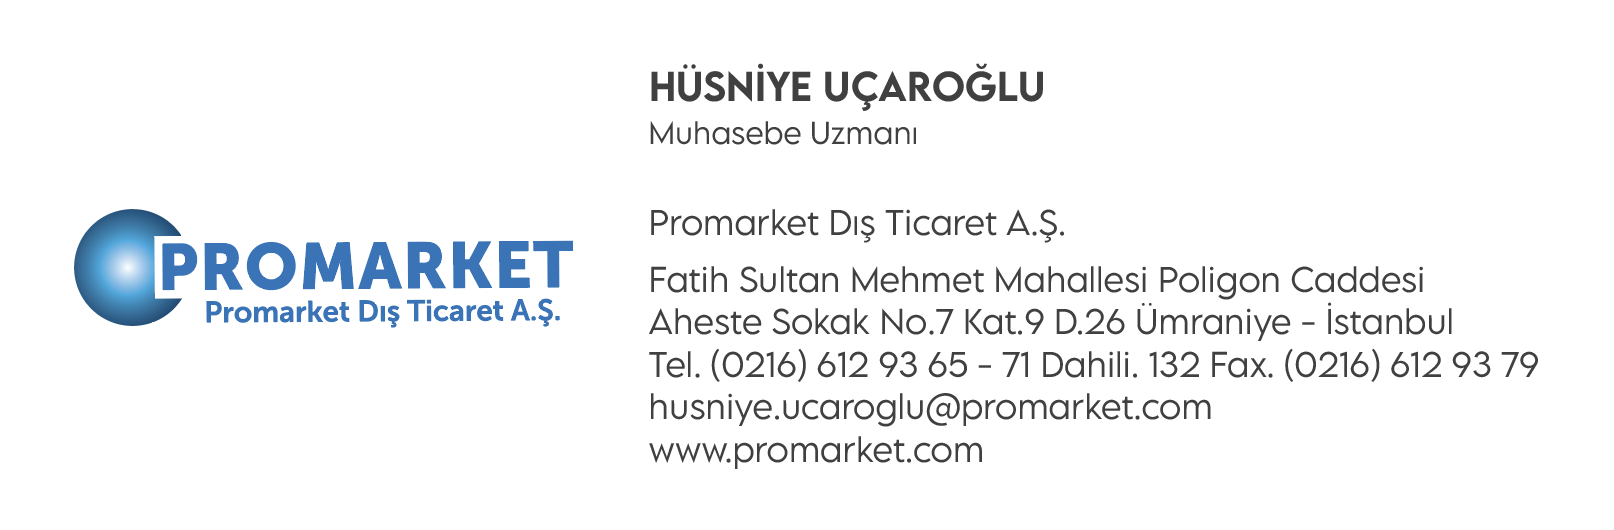 PROMARKET
Promarket Dış Ticaret A.Ş.
HÜSNİYE UÇAROĞLU
Muhasebe Uzmanı
Promarket Dış Ticaret A.Ş.
Fatih Sultan Mehmet Mahallesi Poligon Caddesi
Aheste Sokak No.7 Kat.9 D.26 Ümraniye - İstanbul
Tel. (0216) 612 93 65 - 71 Dahili. 132 Fax. (0216) 612 93 79
husniye.ucaroglu@promarket.com
www.promarket.com